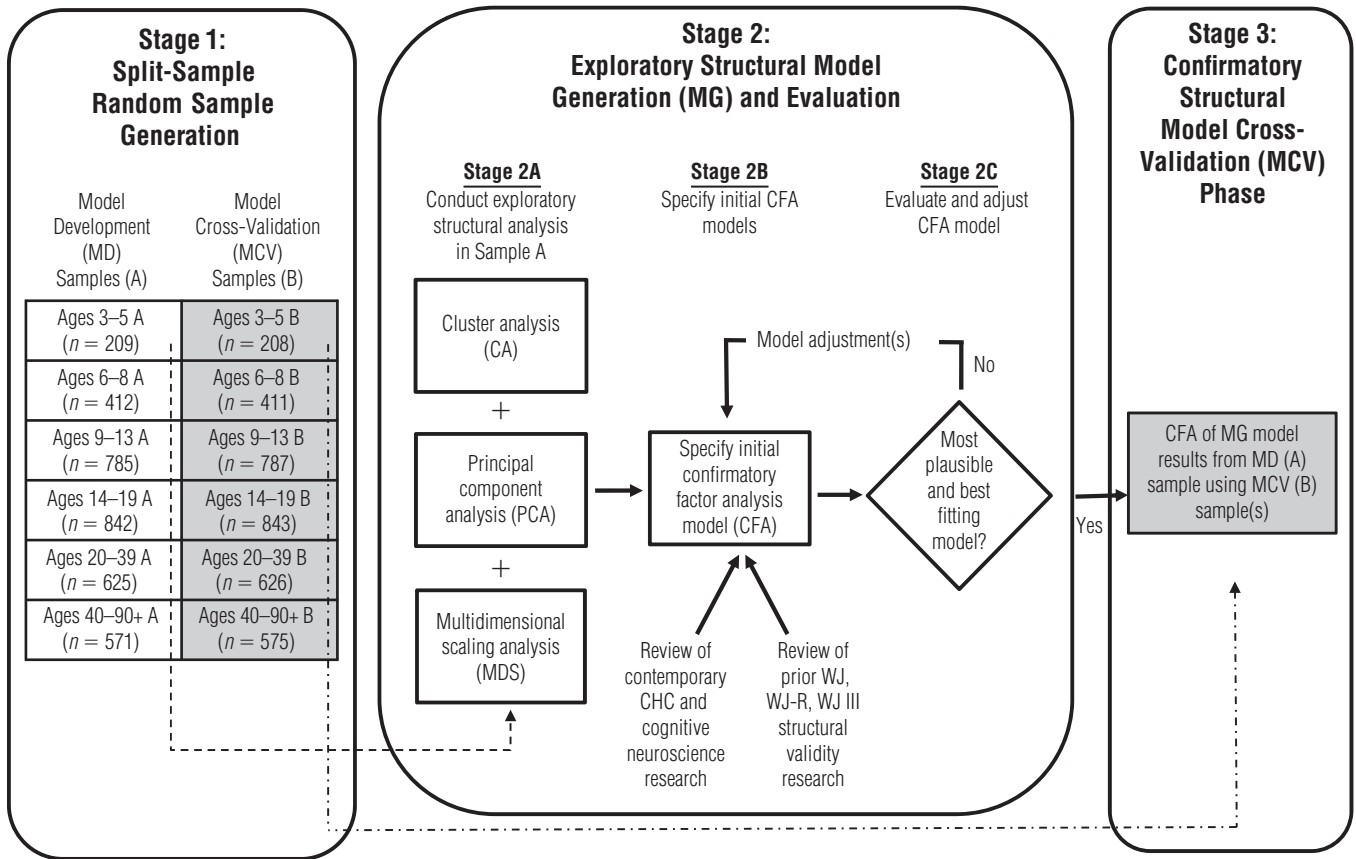 Stage 1:
Split-Sample
Random Sample
Generation
Model
Development
(MD)
Samples (A)
Model
Cross-Validation
(MCV)
Samples (B)
Ages 3–5 A
(n = 209)
Ages 3–5 B
(n = 208)
Ages 6–8 A
(n = 412)
Ages 6–8 B
(n = 411)
Ages 9–13 A
(n = 785)
Ages 9–13 B
(n = 787)
Ages 14–19 A
(n = 842)
Ages 14–19 B
(n = 843)
Ages 20–39 A
(n = 625)
Ages 20–39 B
(n = 626)
Ages 40–90+ A
(n = 571)
Ages 40–90+ B
(n = 575)
Stage 2:
Exploratory Structural Model
Generation (MG) and Evaluation
Stage 2A
Conduct exploratory
structural analysis
in Sample A
Cluster analysis
(CA)
+
Principal
component
analysis (PCA)
+
Multidimensional
scaling analysis
(MDS)
Stage 2B
Specify initial CFA
models
Model adjustment(s)
Specify initial
confirmatory
factor analysis
model (CFA)
Review of
contemporary
CHC and
cognitive
neuroscience
research
Review of
prior WJ,
WJ-R, WJ III
structural
validity
research
Stage 2C
Evaluate and adjust
CFA model
No
Most
plausible
and best
fitting
model?
Yes
Stage 3:
Confirmatory
Structural
Model Cross-
Validation (MCV)
Phase
CFA of MG model
results from MD (A)
sample using MCV (B)
sample(s)